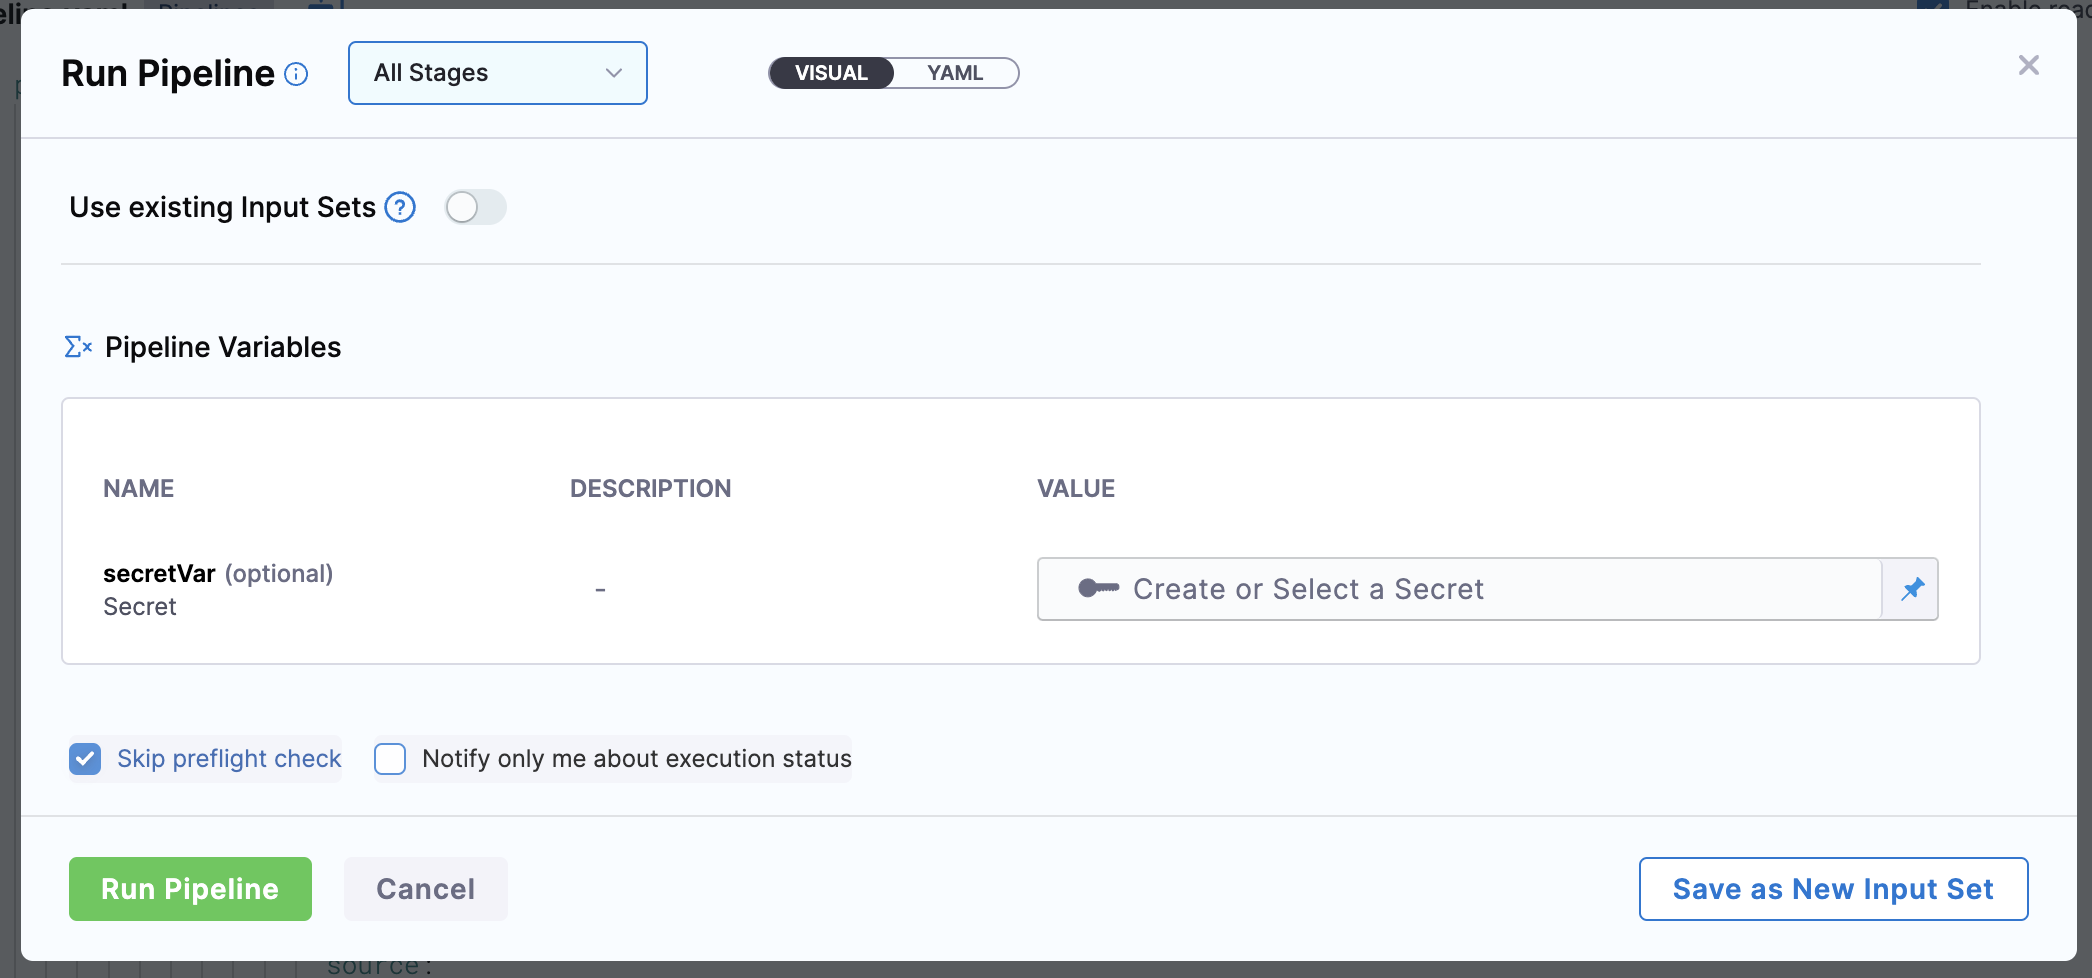 Run Pipeline
All Stages
VISUAL YAML
Use existing Input Sets
Pipeline Variables
NAME DESCRIPTION VALUE
secretVar (optional)
Secret
-
Create or Select a Secret
Skip preflight check
Notify only me about execution status
Run Pipeline
Cancel
Save as New Input Set
source: